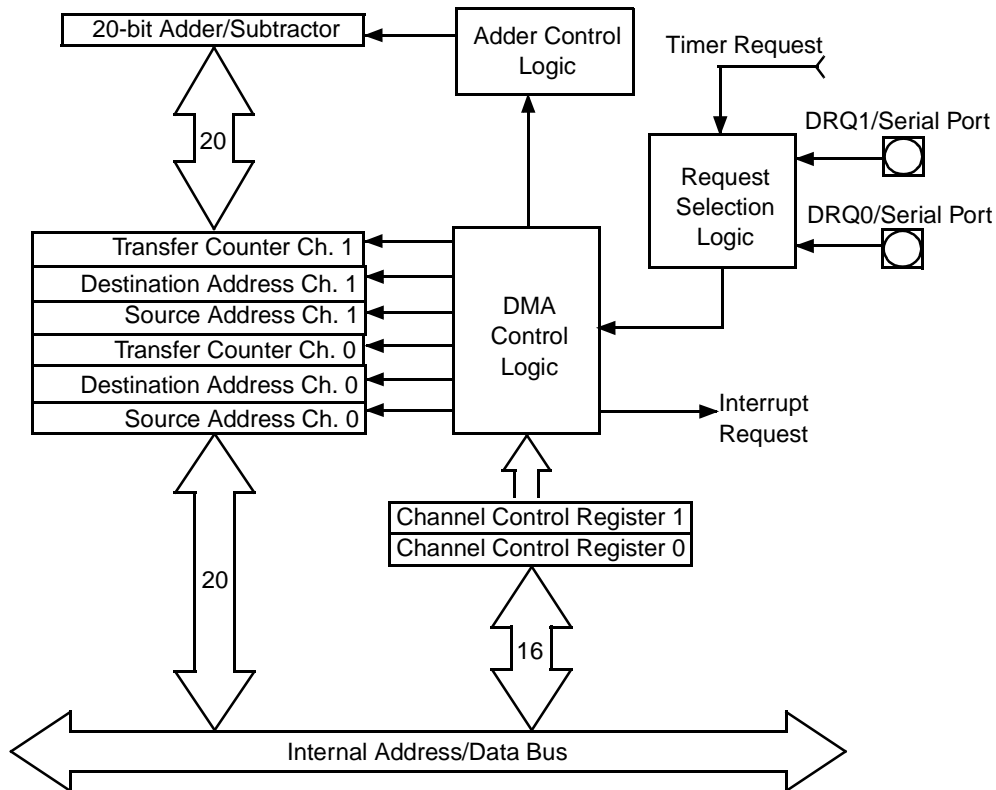 20-bit Adder/Subtractor
Adder Control
Logic
Timer Request
DRQ1/Serial Port
20
Request
Selection
Logic
DRQ0/Serial Port
Transfer Counter Ch. 1
Destination Address Ch. 1
Source Address Ch. 1
Transfer Counter Ch. 0
Destination Address Ch. 0
Source Address Ch. 0
DMA
Control
Logic
Interrupt
Request
Channel Control Register 1
Channel Control Register 0
20
16
Internal Address/Data Bus